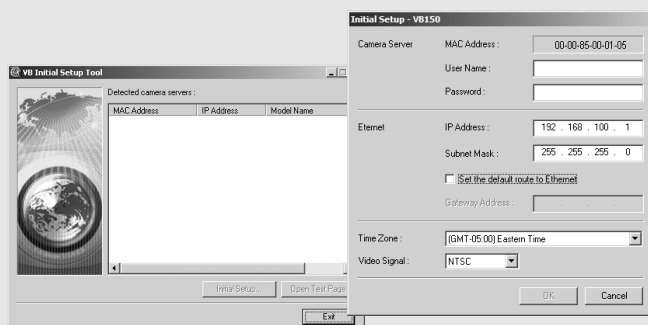 VB Initial Setup Tool
Detected camera servers :
MAC Address IP Address Model Name
Initial Setup... Open Test Page
Exit
Initial Setup - VB150
Camera Server MAC Address : 00-00-85-00-01-05
User Name :
Password :
Eternet IP Address : 192 . 168 . 100 . 1
Subnet Mask : 255 . 255 . 255 . 0
Set the default route to Ethernet
Gateway Address : . . .
Time Zone : (GMT-05:00) Eastern Time
Video Signal : NTSC
OK Cancel